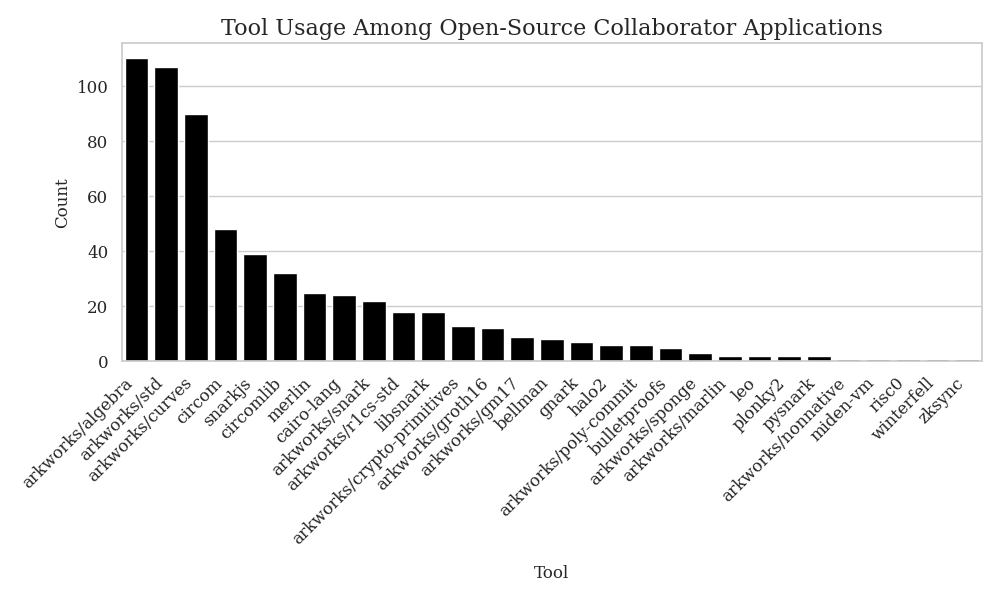 Tool Usage Among Open-Source Collaborator Applications
Count
100
80
60
40
20
0
arkworks/algebra
arkworks/std
arkworks/curves
circom
snarkjs
circomlib
merlin
cairo-lang
arkworks/snark
arkworks/r1cs-std
libsnark
arkworks/crypto-primitives
arkworks/groth16
arkworks/gm17
bellman
gnark
halo2
arkworks/poly-commit
bulletproofs
arkworks/sponge
arkworks/marlin
leo
plonky2
pysnark
arkworks/nonnative
miden-vm
risc0
winterfell
zksync
Tool